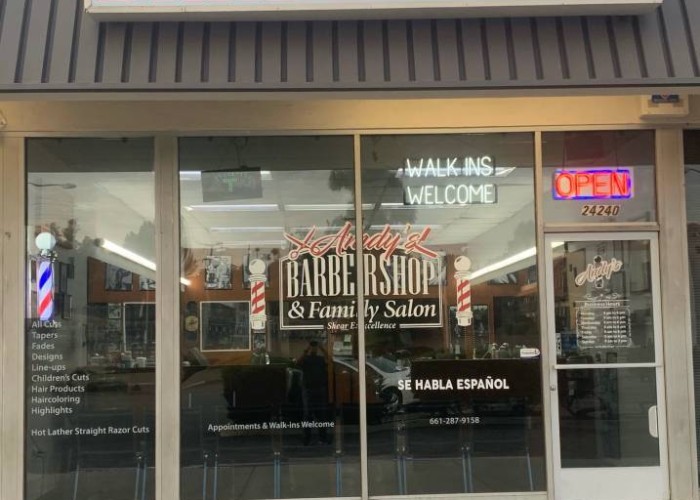 WALK INS
WELCOME
OPEN
24240
Andy's
BARBERSHOP
& Family Salon
Shear Excellence
Andy's
All Cuts
Tapers
Fades
Designs
Line-ups
Children's Cuts
Hair Products
Haircoloring
Highlights
Hot Lather Straight Razor Cuts
Appointments & Walk-ins Welcome
SE HABLA ESPAÑOL
661-287-9158